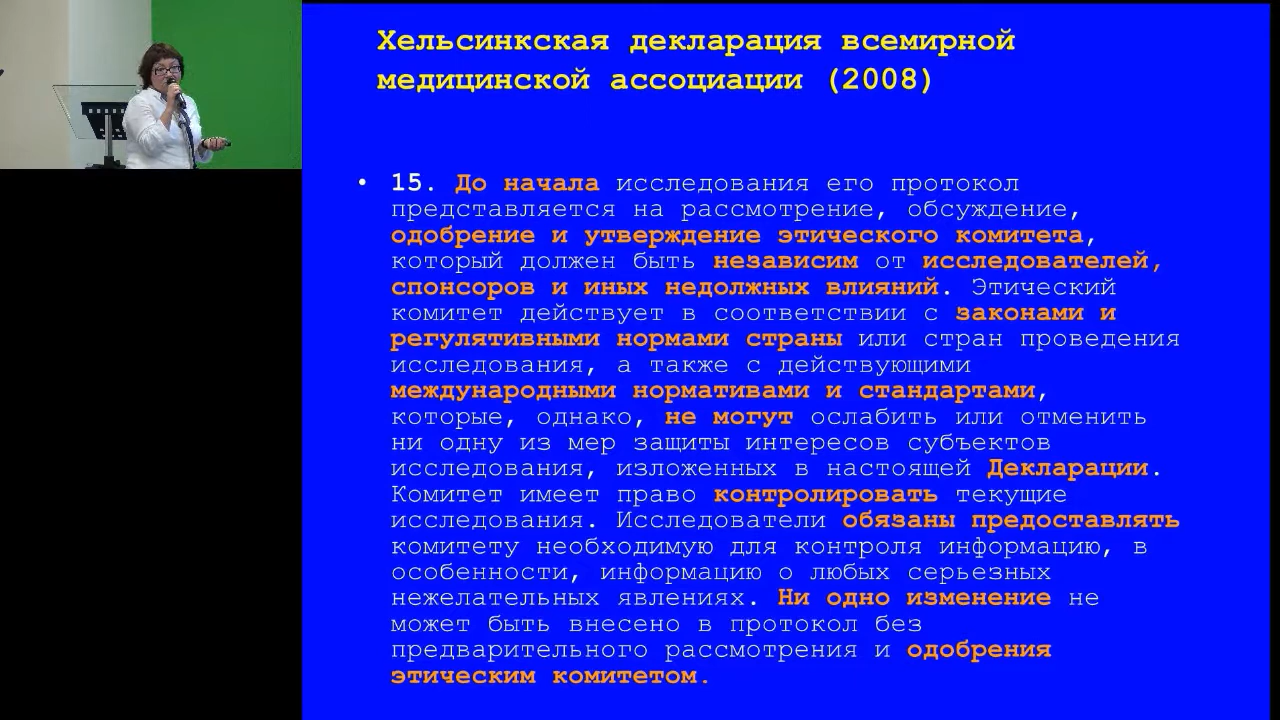 Хельсинкская декларация всемирной
медицинской ассоциации (2008)
• 15. До начала исследования его протокол
представляется на рассмотрение, обсуждение,
одобрение и утверждение этического комитета,
который должен быть независим от исследователей,
спонсоров и иных недолжных влияний. Этический
комитет действует в соответствии с законами и
регулятивными нормами страны или стран проведения
исследования, а также с действующими
международными нормативами и стандартами,
которые, однако, не могут ослабить или отменить
ни одну из мер защиты интересов субъектов
исследования, изложенных в настоящей Декларации.
Комитет имеет право контролировать текущие
исследования. Исследователи обязаны предоставлять
комитету необходимую для контроля информацию, в
особенности, информацию о любых серьезных
нежелательных явлениях. Ни одно изменение не
может быть внесено в протокол без
предварительного рассмотрения и одобрения
этическим комитетом.